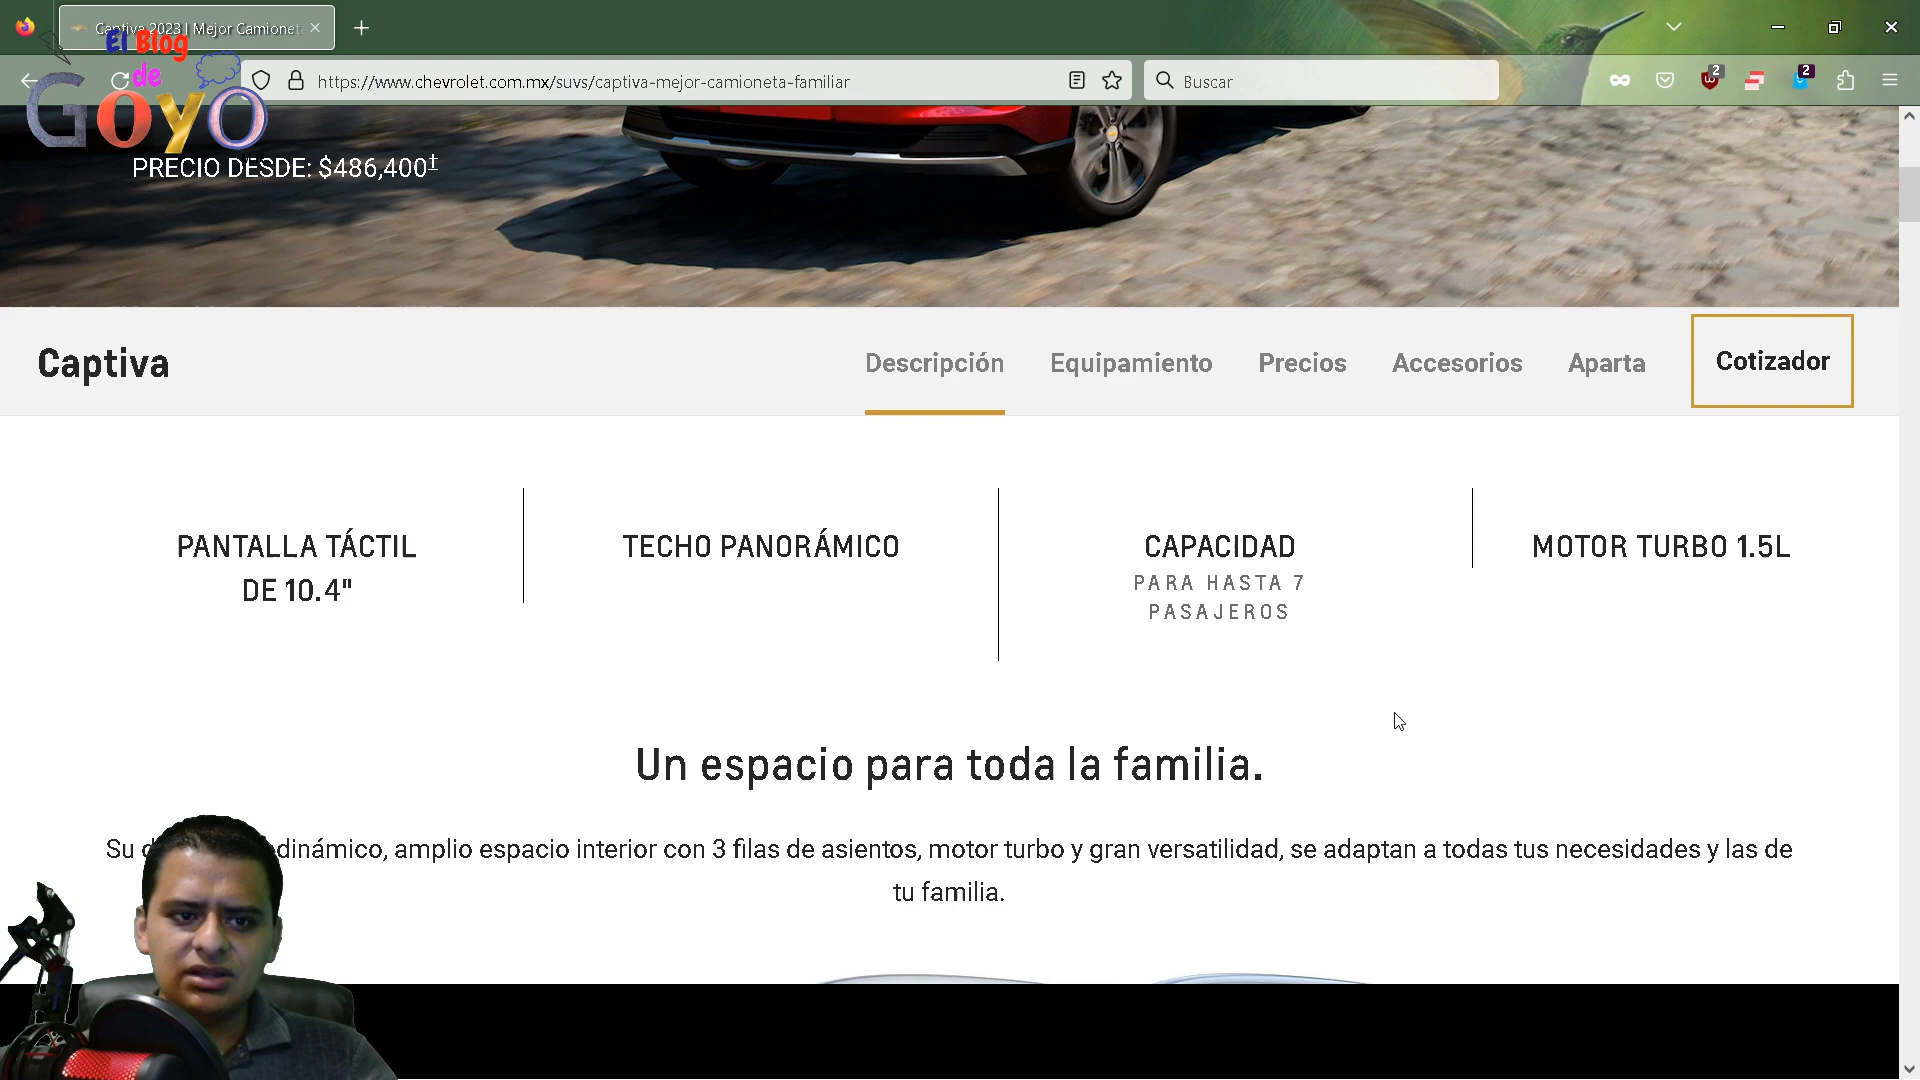 Captiva 2023 | Mejor Camioneta
El Blog
de
Goyo
https://www.chevrolet.com.mx/suvs/captiva-mejor-camioneta-familiar
Buscar
2
2
PRECIO DESDE: $486,400‡
Captiva
Descripción
Equipamiento
Precios
Accesorios
Aparta
Cotizador
PANTALLA TÁCTIL
DE 10.4"
TECHO PANORÁMICO
CAPACIDAD
PARA HASTA 7
PASAJEROS
MOTOR TURBO 1.5L
Un espacio para toda la familia.
Su dinámico, amplio espacio interior con 3 filas de asientos, motor turbo y gran versatilidad, se adaptan a todas tus necesidades y las de
tu familia.